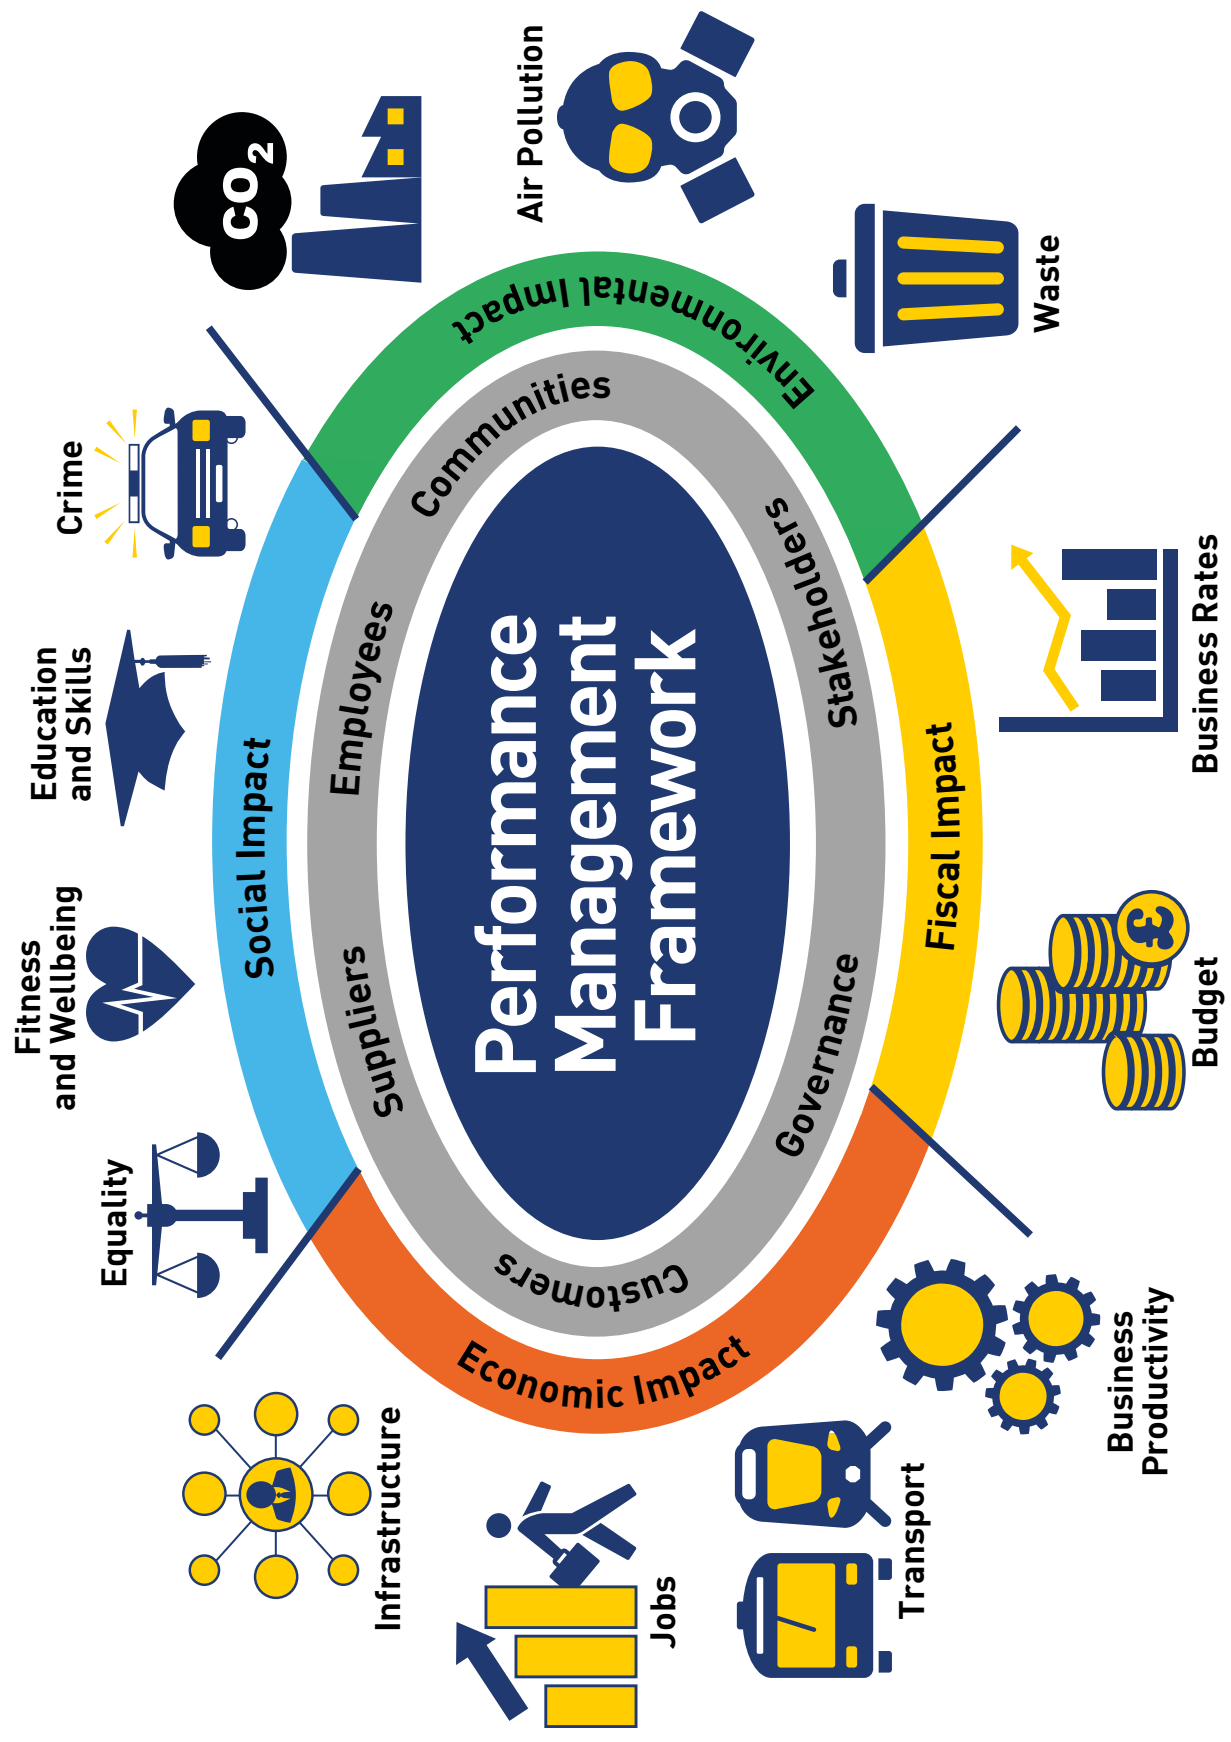 Equality
Fitness
and Wellbeing
Education
and Skills
Crime
CO2
Air Pollution
Waste
Business Rates
Budget
£
Business
Productivity
Transport
Jobs
Infrastructure
Social Impact
Environmental Impact
Fiscal Impact
Economic Impact
Suppliers
Employees
Communities
Stakeholders
Governance
Customers
Performance
Management
Framework